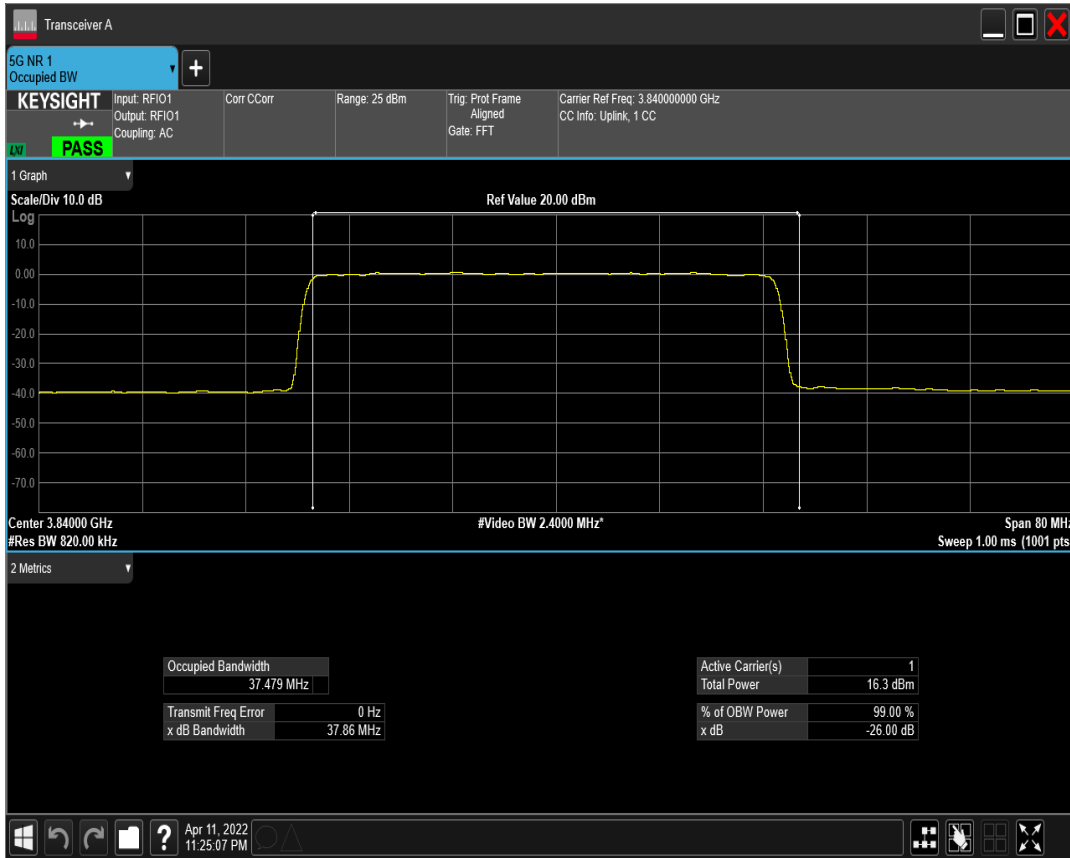 Transceiver A
5G NR 1
Occupied BW
KEYSIGHT
LXI
PASS
Input: RFIO1
Output: RFIO1
Coupling: AC
Corr CCorr
Range: 25 dBm
Trig: Prot Frame
Aligned
Gate: FFT
Carrier Ref Freq: 3.840000000 GHz
CC Info: Uplink, 1 CC
1 Graph
Scale/Div 10.0 dB
Ref Value 20.00 dBm
Log
10.0
0.00
-10.0
-20.0
-30.0
-40.0
-50.0
-60.0
-70.0
Center 3.84000 GHz
#Video BW 2.4000 MHz*
Span 80 MHz
#Res BW 820.00 kHz
Sweep 1.00 ms (1001 pts
2 Metrics
Occupied Bandwidth
37.479 MHz
Transmit Freq Error 0 Hz
x dB Bandwidth 37.86 MHz
Active Carrier(s) 1
Total Power 16.3 dBm
% of OBW Power 99.00 %
x dB -26.00 dB
?
Apr 11, 2022
11:25:07 PM